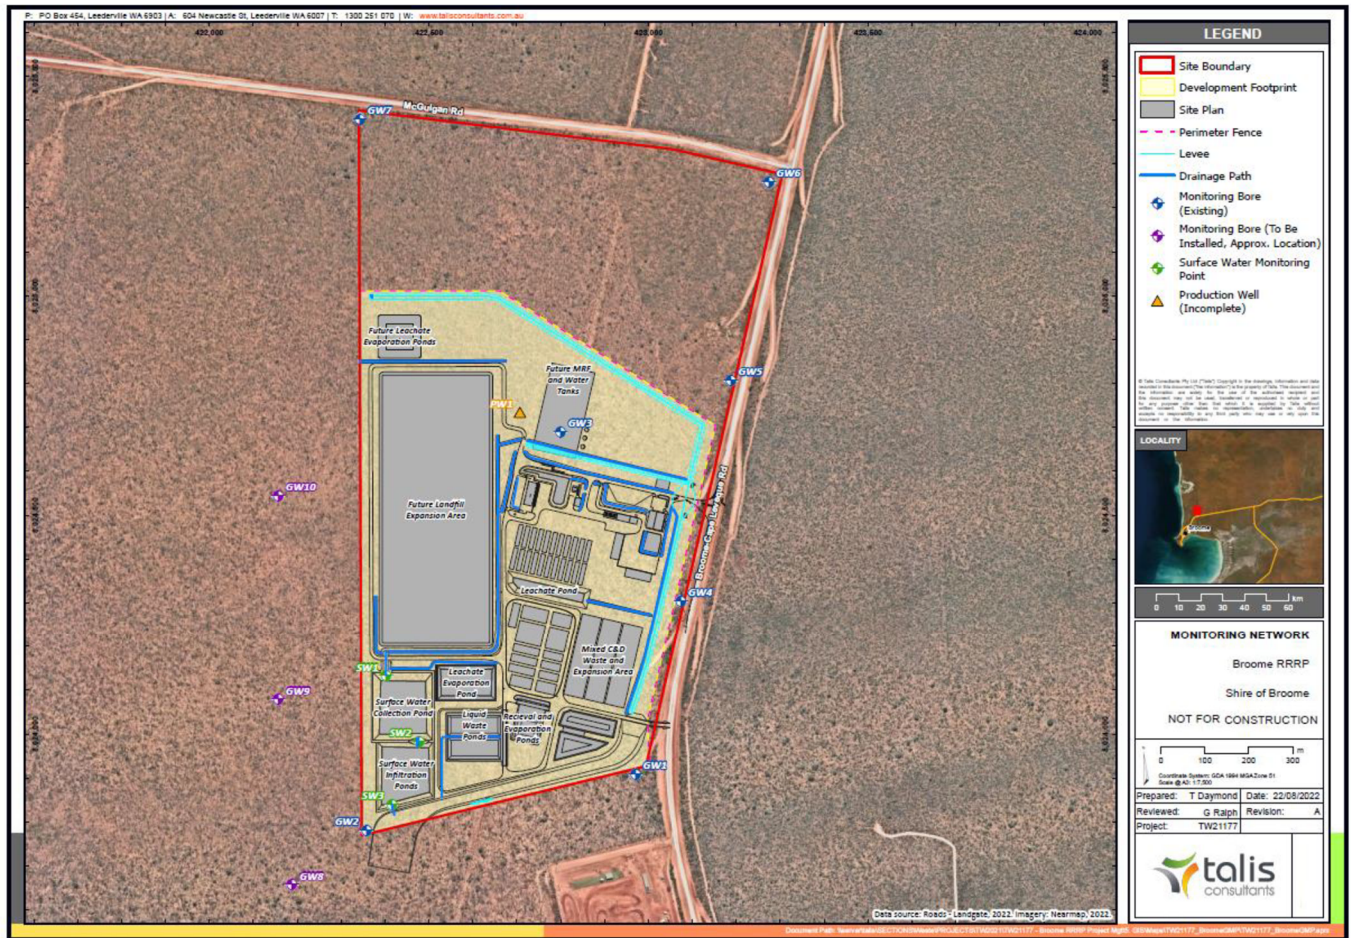 P: PO Box 454, Leederville WA 6903 | A: 604 Newcastle St, Leederville WA 6007 | T: 1300 251 070 | W: www.talisconsultants.com.au
422,000
422,500
423,000
423,500
424,000
McGuigan Rd
GW7
GW6
GW5
Future Leachate
Evaporation Ponds
Future MRF
and Water
Tanks
PW1
GW3
GW10
Future Landfill
Expansion Area
Broome-Cape Leveque Rd
Leachate Pond
GW4
Mixed C&D
Waste and
Expansion Area
SW1
Leachate
Evaporation
Pond
GW9
Surface Water
Collection Pond
Liquid
Waste
Ponds
Recieval and
Evaporation
Ponds
SW2
Surface Water
Infiltration
Ponds
GW1
SW3
GW2
GW8
Data source: Roads - Landgate, 2022. Imagery: Nearmap, 2022.
LEGEND
Site Boundary
Development Footprint
Site Plan
Perimeter Fence
Levee
Drainage Path
Monitoring Bore
(Existing)
Monitoring Bore (To Be
Installed, Approx. Location)
Surface Water Monitoring
Point
Production Well
(Incomplete)
LOCALITY
Broome
km
0 10 20 30 40 50 60
MONITORING NETWORK
Broome RRRP
Shire of Broome
NOT FOR CONSTRUCTION
m
0 100 200 300
Coordinate System: GDA 1994 MGA Zone 51
Scale @ A3: 1:7,500
Prepared: T Daymond Date: 22/08/2022
Reviewed: G Ralph Revision: A
Project: TW21177
talis
consultants